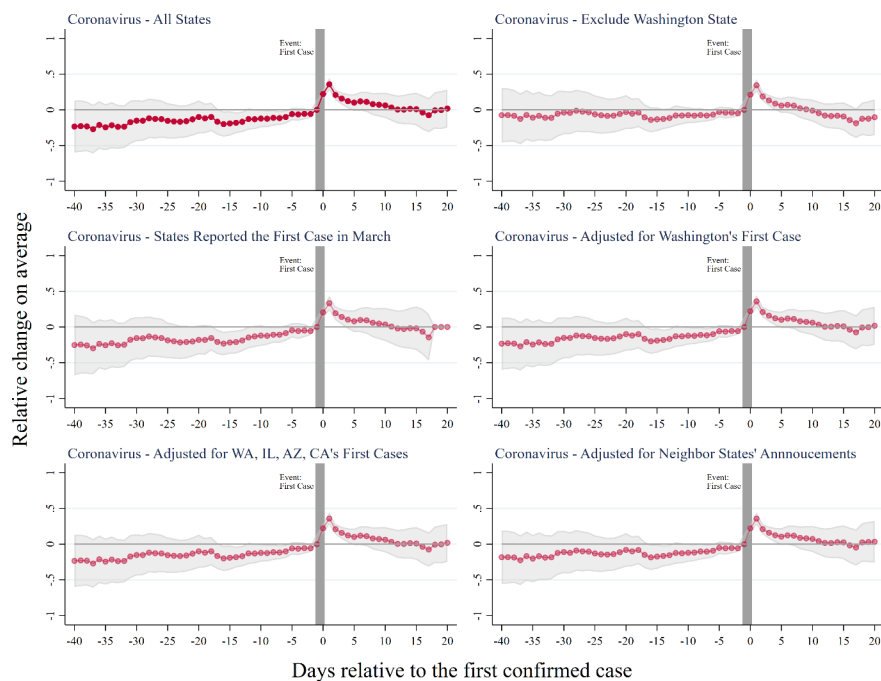 Coronavirus - All States
Event:
First Case
1
.5
0
-.5
-1
-40 -35 -30 -25 -20 -15 -10 -5 0 5 10 15 20
Coronavirus - Exclude Washington State
Event:
First Case
1
.5
0
-.5
-1
-40 -35 -30 -25 -20 -15 -10 -5 0 5 10 15 20
Relative change on average
Coronavirus - States Reported the First Case in March
Event:
First Case
1
.5
0
-.5
-1
-40 -35 -30 -25 -20 -15 -10 -5 0 5 10 15 20
Coronavirus - Adjusted for Washington's First Case
Event:
First Case
1
.5
0
-.5
-1
-40 -35 -30 -25 -20 -15 -10 -5 0 5 10 15 20
Coronavirus - Adjusted for WA, IL, AZ, CA's First Cases
Event:
First Case
1
.5
0
-.5
-1
-40 -35 -30 -25 -20 -15 -10 -5 0 5 10 15 20
Coronavirus - Adjusted for Neighbor States' Annnoucements
Event:
First Case
1
.5
0
-.5
-1
-40 -35 -30 -25 -20 -15 -10 -5 0 5 10 15 20
Days relative to the first confirmed case